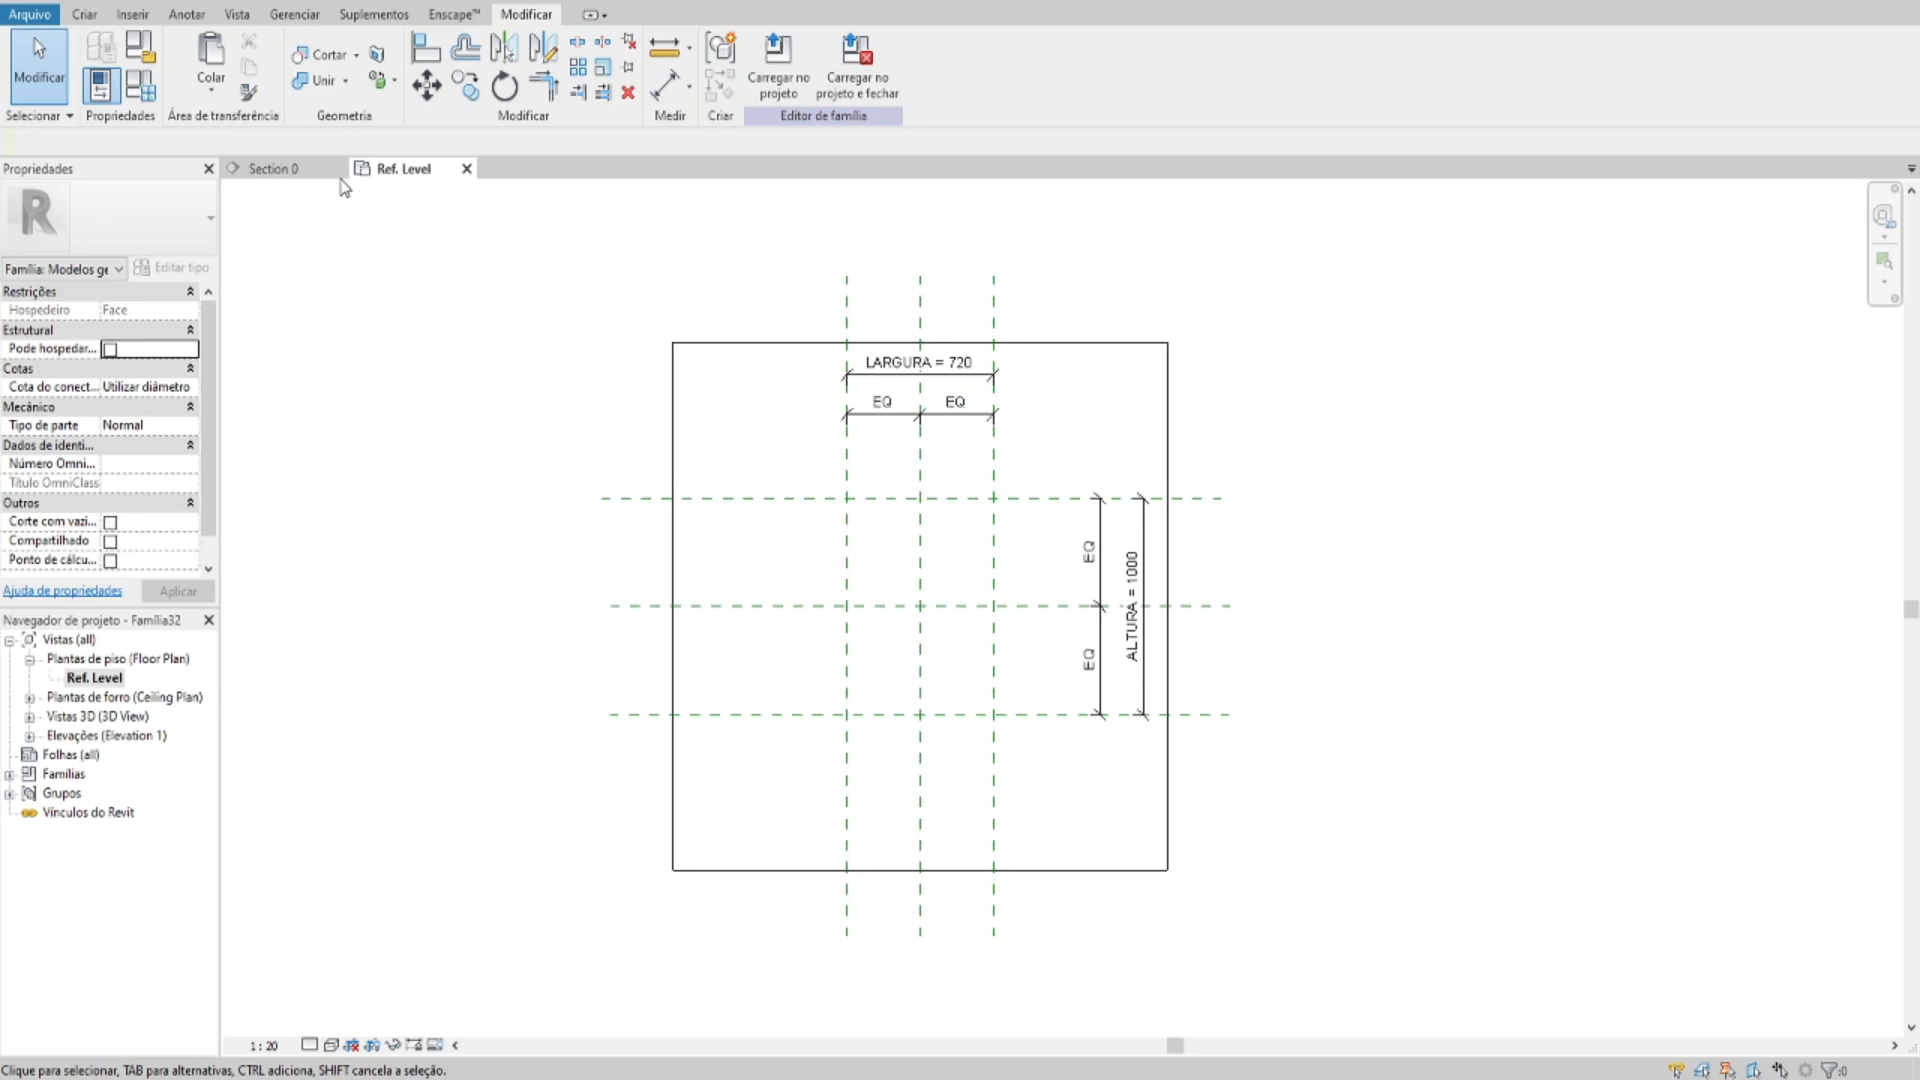 Arquivo Criar Inserir Anotar Vista Gerenciar Suplementos Enscape™ Modificar
Modificar
Colar
Cortar
Unir
Carregar no projeto
Carregar no projeto e fechar
Selecionar Propriedades Área de transferência Geometria Modificar Medir Criar Editor de família
Propriedades
Section 0
Ref. Level
R
Família: Modelos ge
Editar tipo
Restrições
Hospedeiro Face
Estrutural
Pode hospedar...
Cotas
Cota do conect... Utilizar diâmetro
Mecânico
Tipo de parte Normal
Dados de identi...
Número Omni...
Título OmniClass
Outros
Corte com vazi...
Compartilhado
Ponto de cálcu...
Ajuda de propriedades Aplicar
Navegador de projeto - Família32
Vistas (all)
Plantas de piso (Floor Plan)
Ref. Level
Plantas de forro (Ceiling Plan)
Vistas 3D (3D View)
Elevações (Elevation 1)
Folhas (all)
Famílias
Grupos
Vínculos do Revit
LARGURA = 720
EQ EQ
EQ
ALTURA = 1000
EQ
1 : 20
Clique para selecionar, TAB para alternativas, CTRL adiciona, SHIFT cancela a seleção.
:0